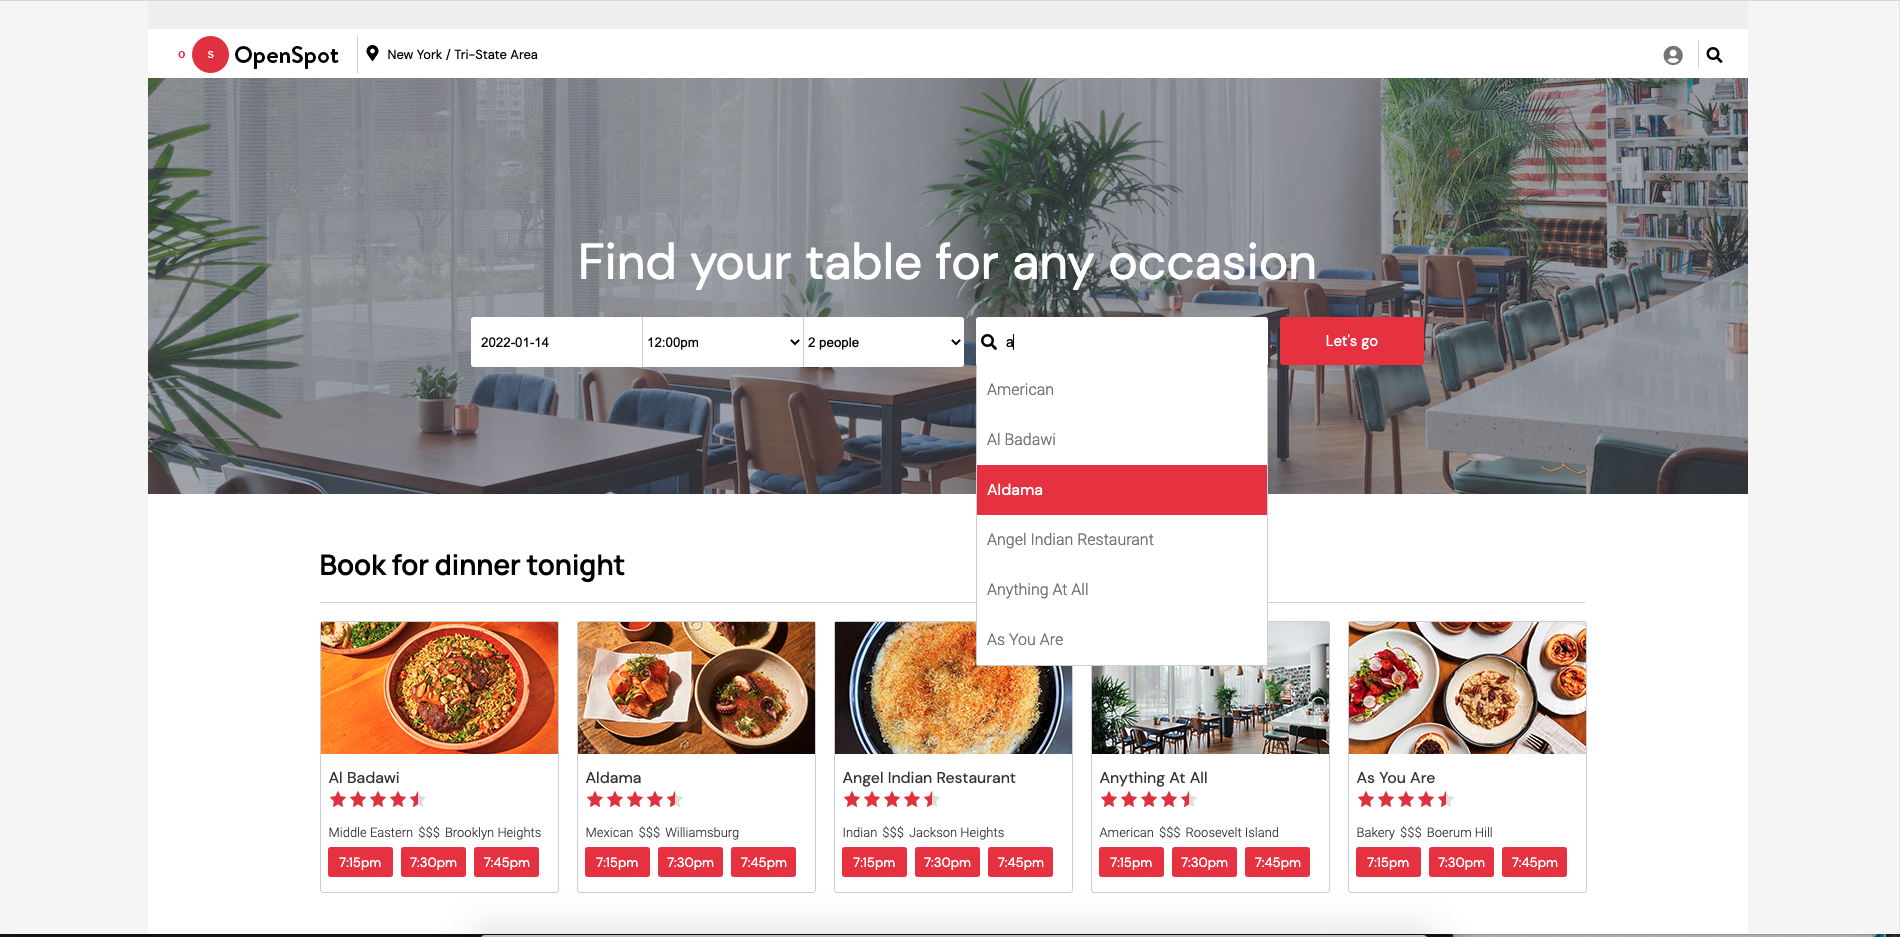 O S OpenSpot New York / Tri-State Area
Find your table for any occasion
2022-01-14 12:00pm 2 people a Let's go
American
Al Badawi
Aldama
Angel Indian Restaurant
Anything At All
As You Are
Book for dinner tonight
Al Badawi
Middle Eastern $$$ Brooklyn Heights
7:15pm 7:30pm 7:45pm
Aldama
Mexican $$$ Williamsburg
7:15pm 7:30pm 7:45pm
Angel Indian Restaurant
Indian $$$ Jackson Heights
7:15pm 7:30pm 7:45pm
Anything At All
American $$$ Roosevelt Island
7:15pm 7:30pm 7:45pm
As You Are
Bakery $$$ Boerum Hill
7:15pm 7:30pm 7:45pm